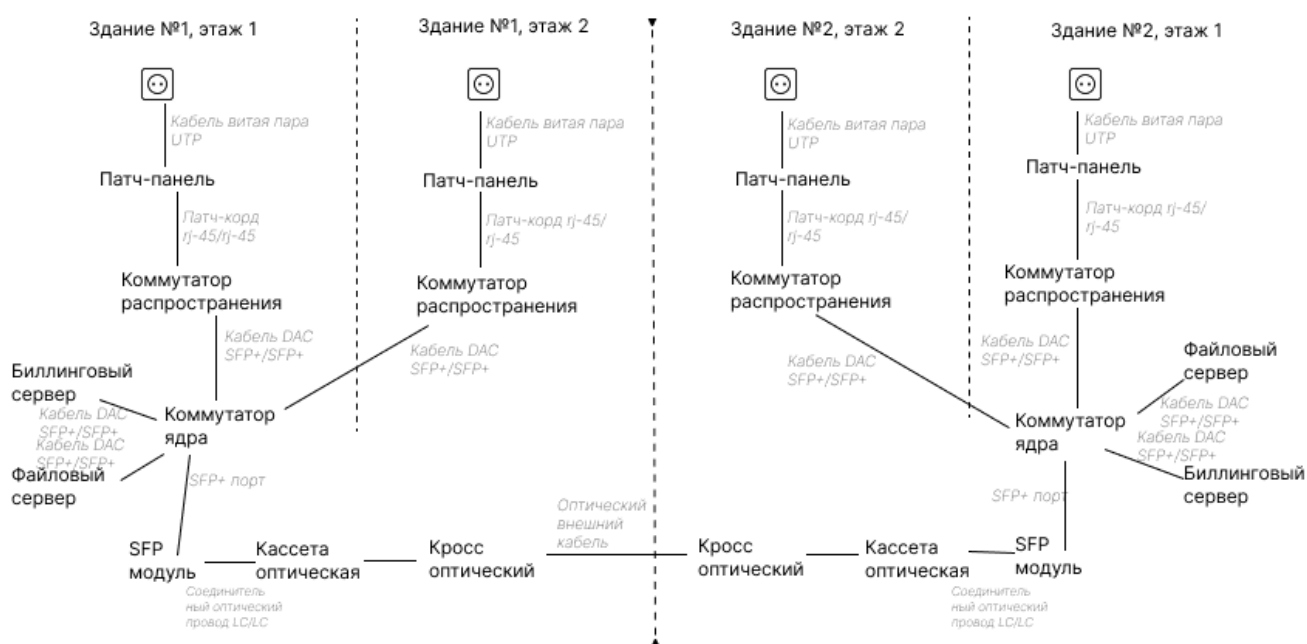 Здание №1, этаж 1
Здание №1, этаж 2
Здание №2, этаж 2
Здание №2, этаж 1
Кабель витая пара
UTP
Кабель витая пара
UTP
Кабель витая пара
UTP
Кабель витая пара
UTP
Патч-панель
Патч-панель
Патч-панель
Патч-панель
Патч-корд
rj-45/rj-45
Патч-корд rj-45/
rj-45
Патч-корд rj-45/
rj-45
Патч-корд rj-45/
rj-45
Коммутатор
распространения
Коммутатор
распространения
Коммутатор
распространения
Коммутатор
распространения
Кабель DAC
SFP+/SFP+
Кабель DAC
SFP+/SFP+
Кабель DAC
SFP+/SFP+
Кабель DAC
SFP+/SFP+
Биллинговый
сервер
Кабель DAC
SFP+/SFP+
Кабель DAC
SFP+/SFP+
Файловый
сервер
Коммутатор
ядра
SFP+ порт
Файловый
сервер
Кабель DAC
SFP+/SFP+
Кабель DAC
SFP+/SFP+
Биллинговый
сервер
Коммутатор
ядра
SFP+ порт
SFP
модуль
Соединитель
ный оптический
провод LC/LC
Кассета
оптическая
Кросс
оптический
Оптический
внешний
кабель
Кросс
оптический
Кассета
оптическая
Соединитель
ный оптический
провод LC/LC
SFP
модуль